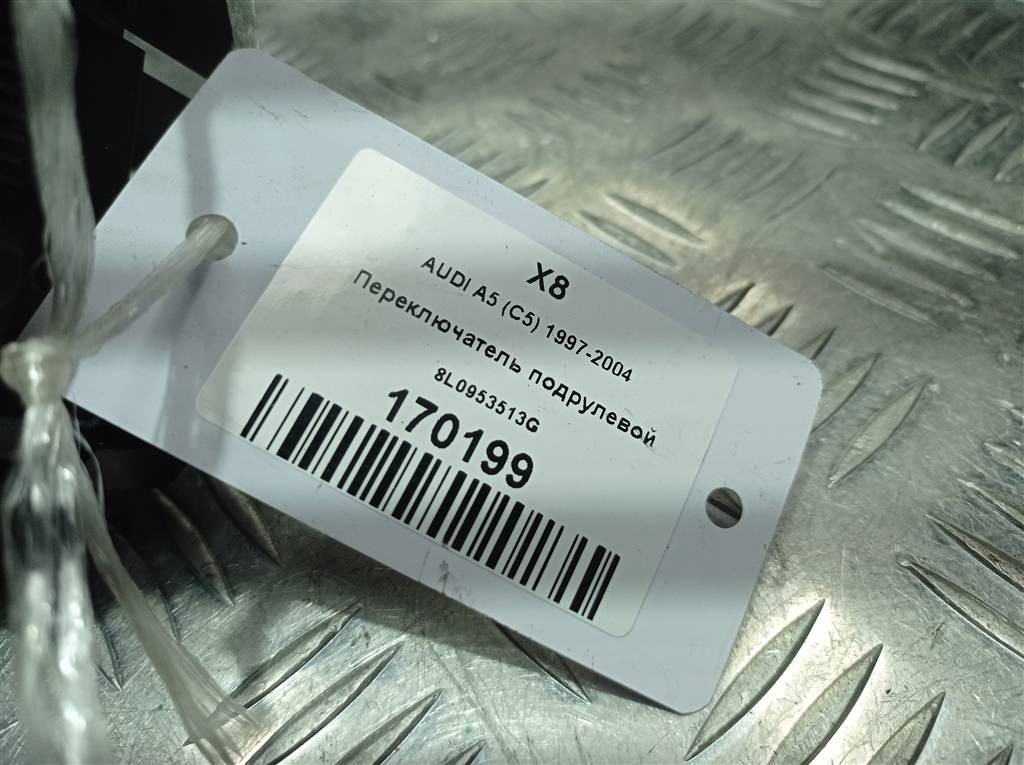 X8
AUDI A5 (C5) 1997-2004
Переключатель подрулевой
8L0953513G
170199